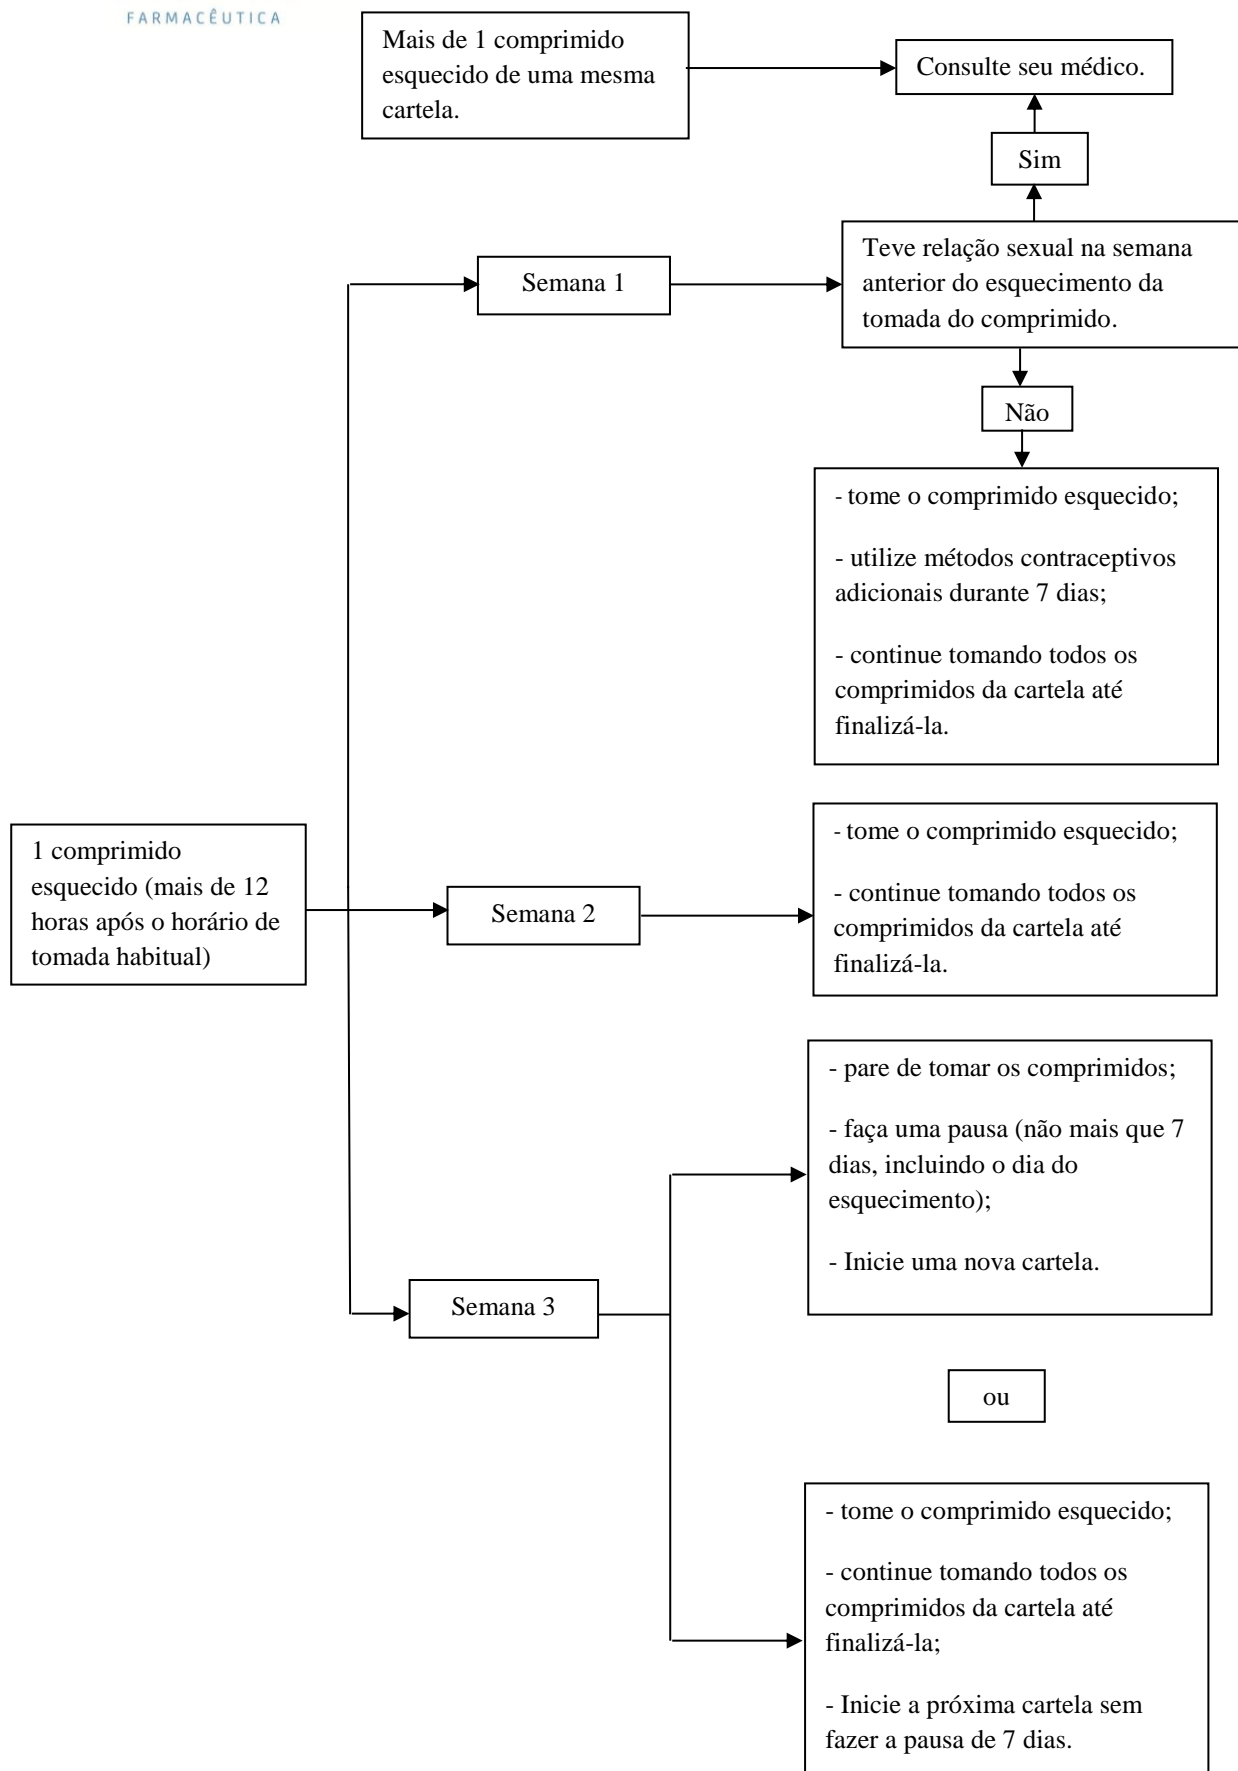 FARMACÊUTICA
Mais de 1 comprimido
esquecido de uma mesma
cartela.
Consulte seu médico.
Sim
Teve relação sexual na semana
anterior do esquecimento da
tomada do comprimido.
Semana 1
Não
- tome o comprimido esquecido;
- utilize métodos contraceptivos
adicionais durante 7 dias;
- continue tomando todos os
comprimidos da cartela até
finalizá-la.
1 comprimido
esquecido (mais de 12
horas após o horário de
tomada habitual)
Semana 2
- tome o comprimido esquecido;
- continue tomando todos os
comprimidos da cartela até
finalizá-la.
Semana 3
- pare de tomar os comprimidos;
- faça uma pausa (não mais que 7
dias, incluindo o dia do
esquecimento);
- Inicie uma nova cartela.
ou
- tome o comprimido esquecido;
- continue tomando todos os
comprimidos da cartela até
finalizá-la;
- Inicie a próxima cartela sem
fazer a pausa de 7 dias.